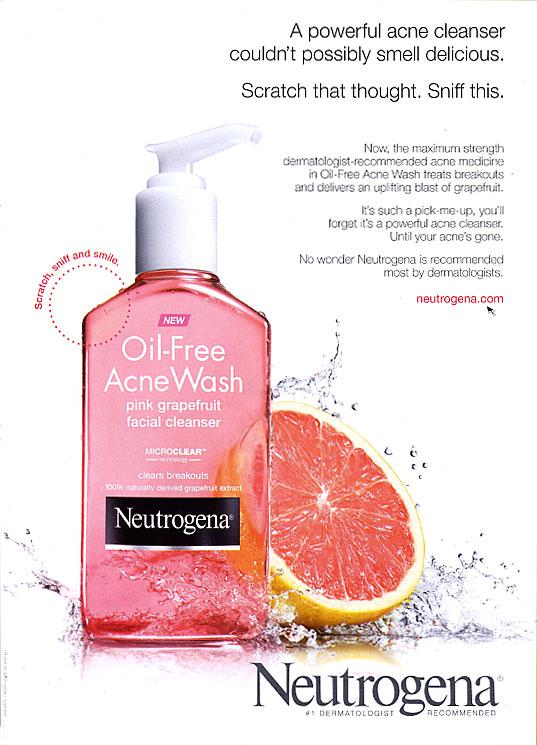 A powerful acne cleanser
couldn't possibly smell delicious.
Scratch that thought. Sniff this.
Now, the maximum strength
dermatologist-recommended acne medicine
in Oil-Free Acne Wash treats breakouts
and delivers an uplifting blast of grapefruit.
It's such a pick-me-up, you'll
forget it's a powerful acne cleanser.
Until your acne's gone.
No wonder Neutrogena is recommended
most by dermatologists.
neutrogena.com
Scratch, sniff and smile.
NEW
Oil-Free
Acne Wash
pink grapefruit
facial cleanser
MICROCLEAR™
technology
clears breakouts
100% naturally derived grapefruit extract
Neutrogena®
Neutrogena®
#1 DERMATOLOGIST RECOMMENDED